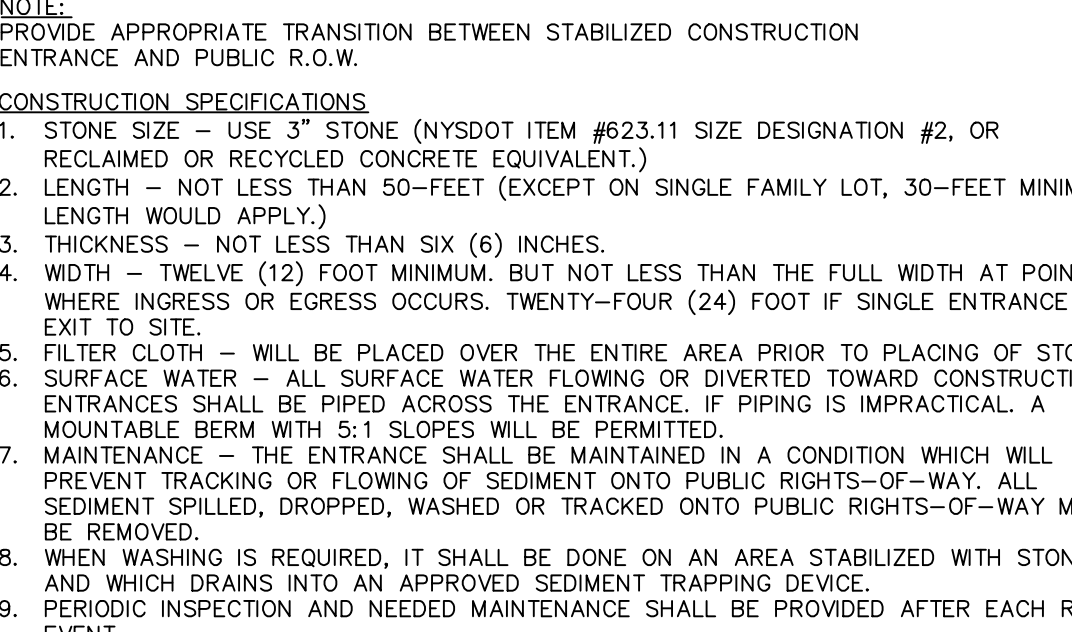 NOTE:
PROVIDE APPROPRIATE TRANSITION BETWEEN STABILIZED CONSTRUCTION
ENTRANCE AND PUBLIC R.O.W.
CONSTRUCTION SPECIFICATIONS
1. STONE SIZE – USE 3" STONE (NYSDOT ITEM #623.11 SIZE DESIGNATION #2, OR
RECLAIMED OR RECYCLED CONCRETE EQUIVALENT.)
2. LENGTH – NOT LESS THAN 50–FEET (EXCEPT ON SINGLE FAMILY LOT, 30–FEET
LENGTH WOULD APPLY.)
3. THICKNESS – NOT LESS THAN SIX (6) INCHES.
4. WIDTH – TWELVE (12) FOOT MINIMUM. BUT NOT LESS THAN THE FULL WIDTH AT
WHERE INGRESS OR EGRESS OCCURS. TWENTY–FOUR (24) FOOT IF SINGLE ENTRANCE
EXIT TO SITE.
5. FILTER CLOTH – WILL BE PLACED OVER THE ENTIRE AREA PRIOR TO PLACING OF
6. SURFACE WATER – ALL SURFACE WATER FLOWING OR DIVERTED TOWARD
ENTRANCES SHALL BE PIPED ACROSS THE ENTRANCE. IF PIPING IS IMPRACTICAL. A
MOUNTABLE BERM WITH 5:1 SLOPES WILL BE PERMITTED.
7. MAINTENANCE – THE ENTRANCE SHALL BE MAINTAINED IN A CONDITION WHICH WILL
PREVENT TRACKING OR FLOWING OF SEDIMENT ONTO PUBLIC RIGHTS–OF–WAY. ALL
SEDIMENT SPILLED, DROPPED, WASHED OR TRACKED ONTO PUBLIC RIGHTS–OF–WAY
BE REMOVED.
8. WHEN WASHING IS REQUIRED, IT SHALL BE DONE ON AN AREA STABILIZED WITH
AND WHICH DRAINS INTO AN APPROVED SEDIMENT TRAPPING DEVICE.
9. PERIODIC INSPECTION AND NEEDED MAINTENANCE SHALL BE PROVIDED AFTER EACH
EVENT